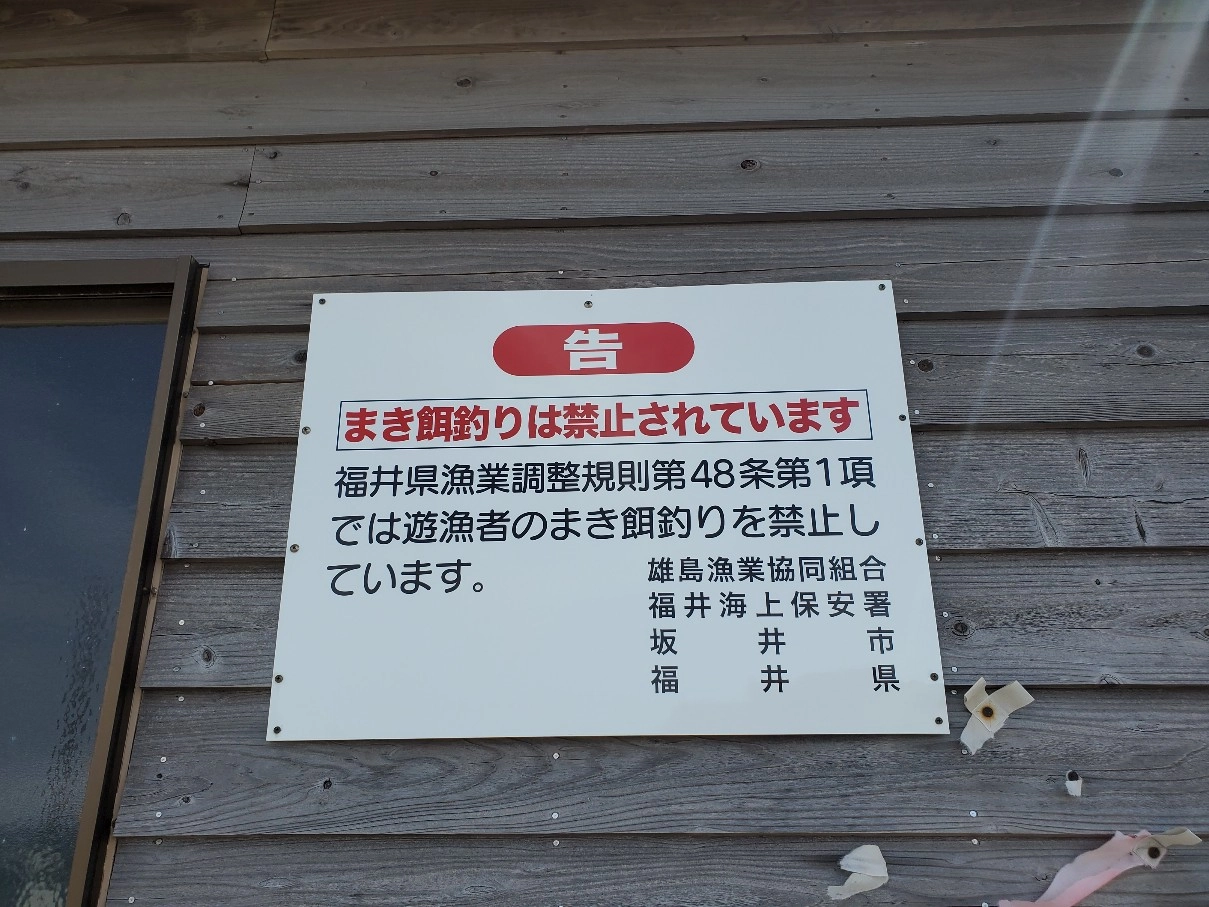 告
まき餌釣りは禁止されています
福井県漁業調整規則第48条第1項
では遊漁者のまき餌釣りを禁止し
ています。
雄島漁業協同組合
福井海上保安署
坂井市
福井県